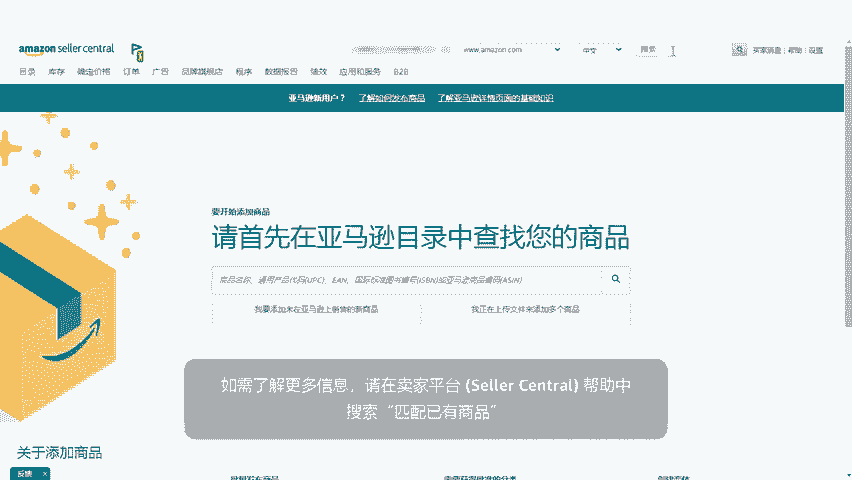 amazon seller central
www.amazon.com
中文
搜索
买家消息 | 帮助 | 设置
目录 库存 确定价格 订单 广告 品牌旗舰店 程序 数据报告 绩效 应用和服务 B2B
亚马逊新用户？ 了解如何发布商品 了解亚马逊详情页面的基础知识
要开始添加商品
请首先在亚马逊目录中查找您的商品
商品名称、通用产品代码(UPC)、EAN、国际标准图书编号(ISBN)或亚马逊商品编码(ASIN)
我要添加未在亚马逊上销售的新商品
我正在上传文件来添加多个商品
如需了解更多信息，请在卖家平台 (Seller Central) 帮助中
搜索“匹配已有商品”
关于添加商品
反馈 ×